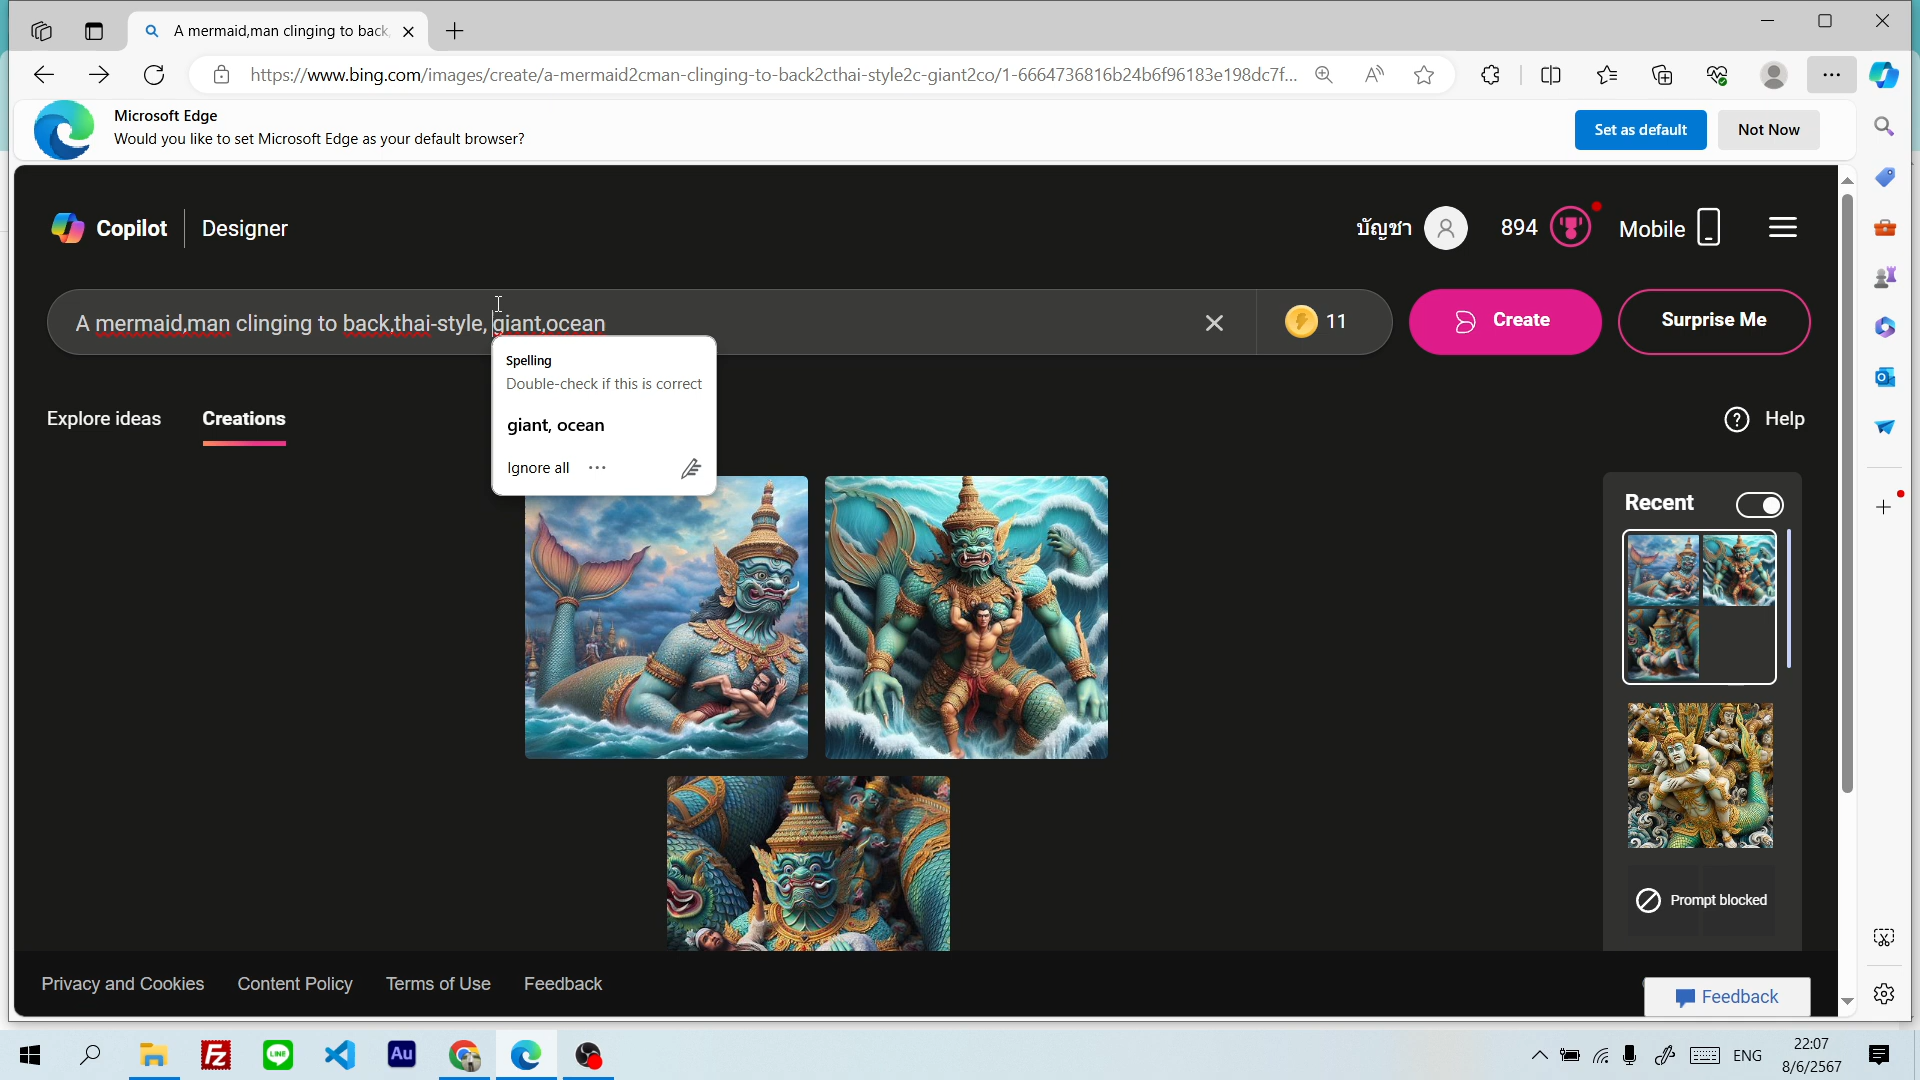 A mermaid,man clinging to back
https://www.bing.com/images/create/a-mermaid2cman-clinging-to-back2cthai-style2c-giant2co/1-6664736816b24b6f96183e198dc7f...
Microsoft Edge
Would you like to set Microsoft Edge as your default browser?
Set as default
Not Now
Copilot
Designer
บัญชา
894
Mobile
A mermaid,man clinging to back,thai-style, giant,ocean
11
Create
Surprise Me
Spelling
Double-check if this is correct
giant, ocean
Ignore all
Explore ideas
Creations
Help
Recent
Prompt blocked
Privacy and Cookies
Content Policy
Terms of Use
Feedback
Feedback
Fz
LINE
Au
ENG
22:07
8/6/2567